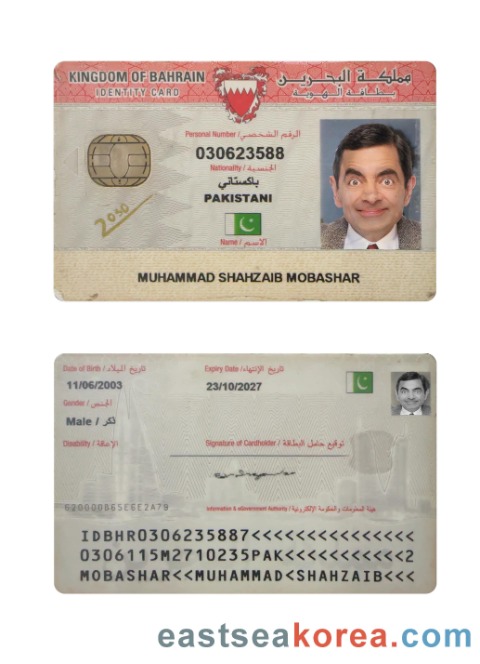 KINGDOM OF BAHRAIN مملكة البحرين
IDENTITY CARD بطاقة الهوية
Personal Number / الرقم الشخصي
030623588
Nationality / الجنسية
باكستاني
PAKISTANI
2030
Name / الاسم
MUHAMMAD SHAHZAIB MOBASHAR
Date of Birth / تاريخ الميلاد Expiry Date / تاريخ الإنتهاء
11/06/2003 23/10/2027
Gender / الجنس
Male / ذكر
Disability / الإعاقة Signature of Cardholder / توقيع حامل البطاقة
620000B65E6E2A79 Information & eGovernment Authority / هيئة المعلومات والحكومة الإلكترونية
IDBHR0306235887<<<<<<<<<<<<<<<
0306115M2710235PAK<<<<<<<<<<<2
MOBASHAR<<MUHAMMAD<SHAHZAIB<<<
eastseakorea.com